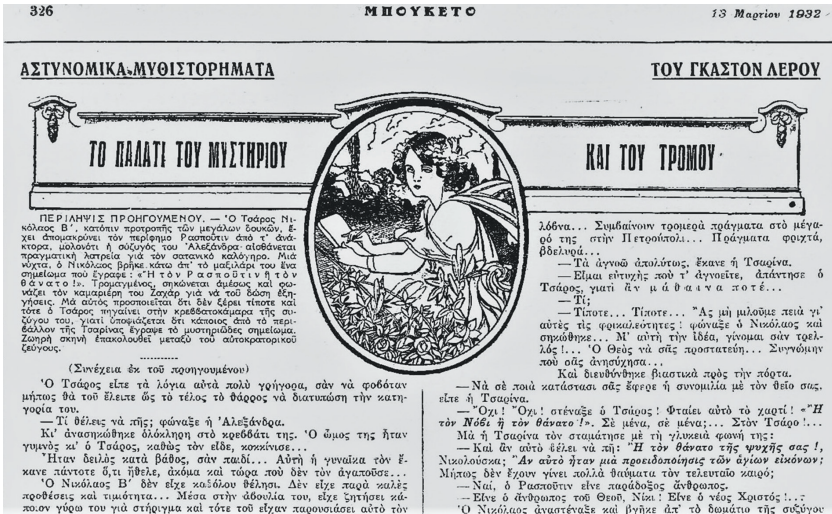 326
ΜΠΟΥΚΕΤΟ
13 Μαρτίου 1932
ΑΣΤΥΝΟΜΙΚΑ ΜΥΘΙΣΤΟΡΗΜΑΤΑ
ΤΟΥ ΓΚΑΣΤΟΝ ΛΕΡΟΥ
ΤΟ ΠΑΛΑΤΙ ΤΟΥ ΜΥΣΤΗΡΙΟΥ
ΚΑΙ ΤΟΥ ΤΡΟΜΟΥ
ΠΕΡΙΛΗΨΙΣ ΠΡΟΗΓΟΥΜΕΝΟΥ. — Ὁ Τσάρος Νι-
κόλαος Β΄, κατόπιν προτροπῆς τῶν μεγάλων δουκῶν, ἔ-
χει ἀπομακρύνει τὸν περίφημο Ρασποῦτιν ἀπὸ τ' ἀνά-
κτορα, μολονότι ἡ σύζυγός του Ἀλεξάνδρα αἰσθάνεται
πραγματικὴ λατρεία γιὰ τὸν σατανικὸ καλόγηρο. Μιὰ
νύχτα, ὁ Νικόλαος βρῆκε κάτω ἀπ' τὸ μαξιλάρι του ἕνα
σημείωμα ποὺ ἔγραφε: «Ἢ τὸν Ρασποῦτιν ἢ τὸν
θάνατο!». Τρομαγμένος, σηκώνεται ἀμέσως καὶ φω-
νάζει τὸν καμαριέρη του Ζαχὰρ γιὰ νὰ τοῦ δώση ἐξη-
γήσεις. Μὰ αὐτὸς προσποιεῖται ὅτι δὲν ξέρει τίποτε καὶ
τότε ὁ Τσάρος πηγαίνει στὴν κρεββατοκάμαρα τῆς συ-
ζύγου του, γιατὶ ὑποψιάζεται ὅτι κάποιος ἀπὸ τὸ περι-
βάλλον τῆς Τσαρίνας ἔγραψε τὸ μυστηριῶδες σημείωμα.
Ζωηρὴ σκηνὴ ἐπακολουθεῖ μεταξὺ τοῦ αὐτοκρατορικοῦ
ζεύγους.
(Συνέχεια ἐκ τοῦ προηγουμένου)
Ὁ Τσάρος εἶπε τὰ λόγια αὐτὰ πολὺ γρήγορα, σὰν νὰ φοβόταν
μήπως θὰ τοῦ ἔλειπε ὣς τὸ τέλος τὸ θάρρος νὰ διατυπώση τὴν κατη-
γορία του.
— Τί θέλεις νὰ πῆς; φώναξε ἡ Ἀλεξάνδρα.
Κι' ἀνασηκώθηκε ὁλόκληρη στὸ κρεββάτι της. Ὁ ὦμος της ἦταν
γυμνὸς κι' ὁ Τσάρος, καθὼς τὸν εἶδε, κοκκίνισε...
Ἦταν δειλὸς κατὰ βάθος, σὰν παιδί... Αὐτὴ ἡ γυναῖκα τὸν ἔ-
κανε πάντοτε ὅ,τι ἤθελε, ἀκόμα καὶ τώρα ποὺ δὲν τὸν ἀγαποῦσε...
Ὁ Νικόλαος Β΄ δὲν εἶχε καθόλου θέλησι. Δὲν εἶχε παρὰ καλὲς
προθέσεις καὶ τιμιότητα... Μέσα στὴν ἀβουλία του, εἶχε ζητήσει κά-
ποιον γύρω του γιὰ στήριγμα καὶ τότε τοῦ εἶχαν παρουσιάσει αὐτὸ τὸν
λόβνα... Συμβαίνουν τρομερὰ πράγματα στὸ μέγα-
ρό της στὴν Πετρούπολι... Πράγματα φριχτά,
βδελυρά...
— Τὰ ἀγνοῶ ἀπολύτως, ἔκανε ἡ Τσαρίνα.
— Εἶμαι εὐτυχὴς ποὺ τ' ἀγνοεῖτε, ἀπάντησε ὁ
Τσάρος, γιατὶ ἂν μάθαινα ποτέ...
— Τί;
— Τίποτε... Τίποτε... Ἂς μὴ μιλοῦμε πειὰ γι'
αὐτὲς τὶς φρικαλεότητες! φώναξε ὁ Νικόλαος καὶ
σηκώθηκε... Μ' αὐτὴ τὴν ἰδέα, γίνομαι σὰν τρελ-
λός!... Ὁ Θεὸς νὰ σᾶς προστατεύη... Συγγνώμην
ποὺ σᾶς ἀνησύχησα...
Καὶ διευθύνθηκε βιαστικὰ πρὸς τὴν πόρτα.
— Νὰ σὲ ποιὰ κατάστασι σᾶς ἔφερε ἡ συνομιλία μὲ τὸν θεῖο σας,
εἶπε ἡ Τσαρίνα.
— Ὄχι! Ὄχι! στέναξε ὁ Τσάρος! Φταίει αὐτὸ τὸ χαρτί! «Ἢ
τὸν Νόβι ἢ τὸν θάνατο!». Σὲ μένα, σὲ μένα;... Στὸν Τσάρο!...
Μὰ ἡ Τσαρίνα τὸν σταμάτησε μὲ τὴ γλυκειὰ φωνή της:
— Καὶ ἂν αὐτὸ θέλει νὰ πῆ: Ἢ τὸν θάνατο τῆς ψυχῆς σας!,
Νικολούσκα; Ἂν αὐτὸ ἦταν μιὰ προειδοποίησις τῶν ἁγίων εἰκόνων;
Μήπως δὲν ἔχουν γίνει πολλὰ θαύματα τὸν τελευταῖο καιρό;
— Ναί, ὁ Ρασποῦτιν εἶνε παράδοξος ἄνθρωπος.
— Εἶνε ὁ ἄνθρωπος τοῦ Θεοῦ, Νίκι! Εἶνε ὁ νέος Χριστός!...
Ὁ Νικόλαος ἀναστέναξε καὶ βγῆκε ἀπ' τὸ δωμάτιο τῆς συζύγου